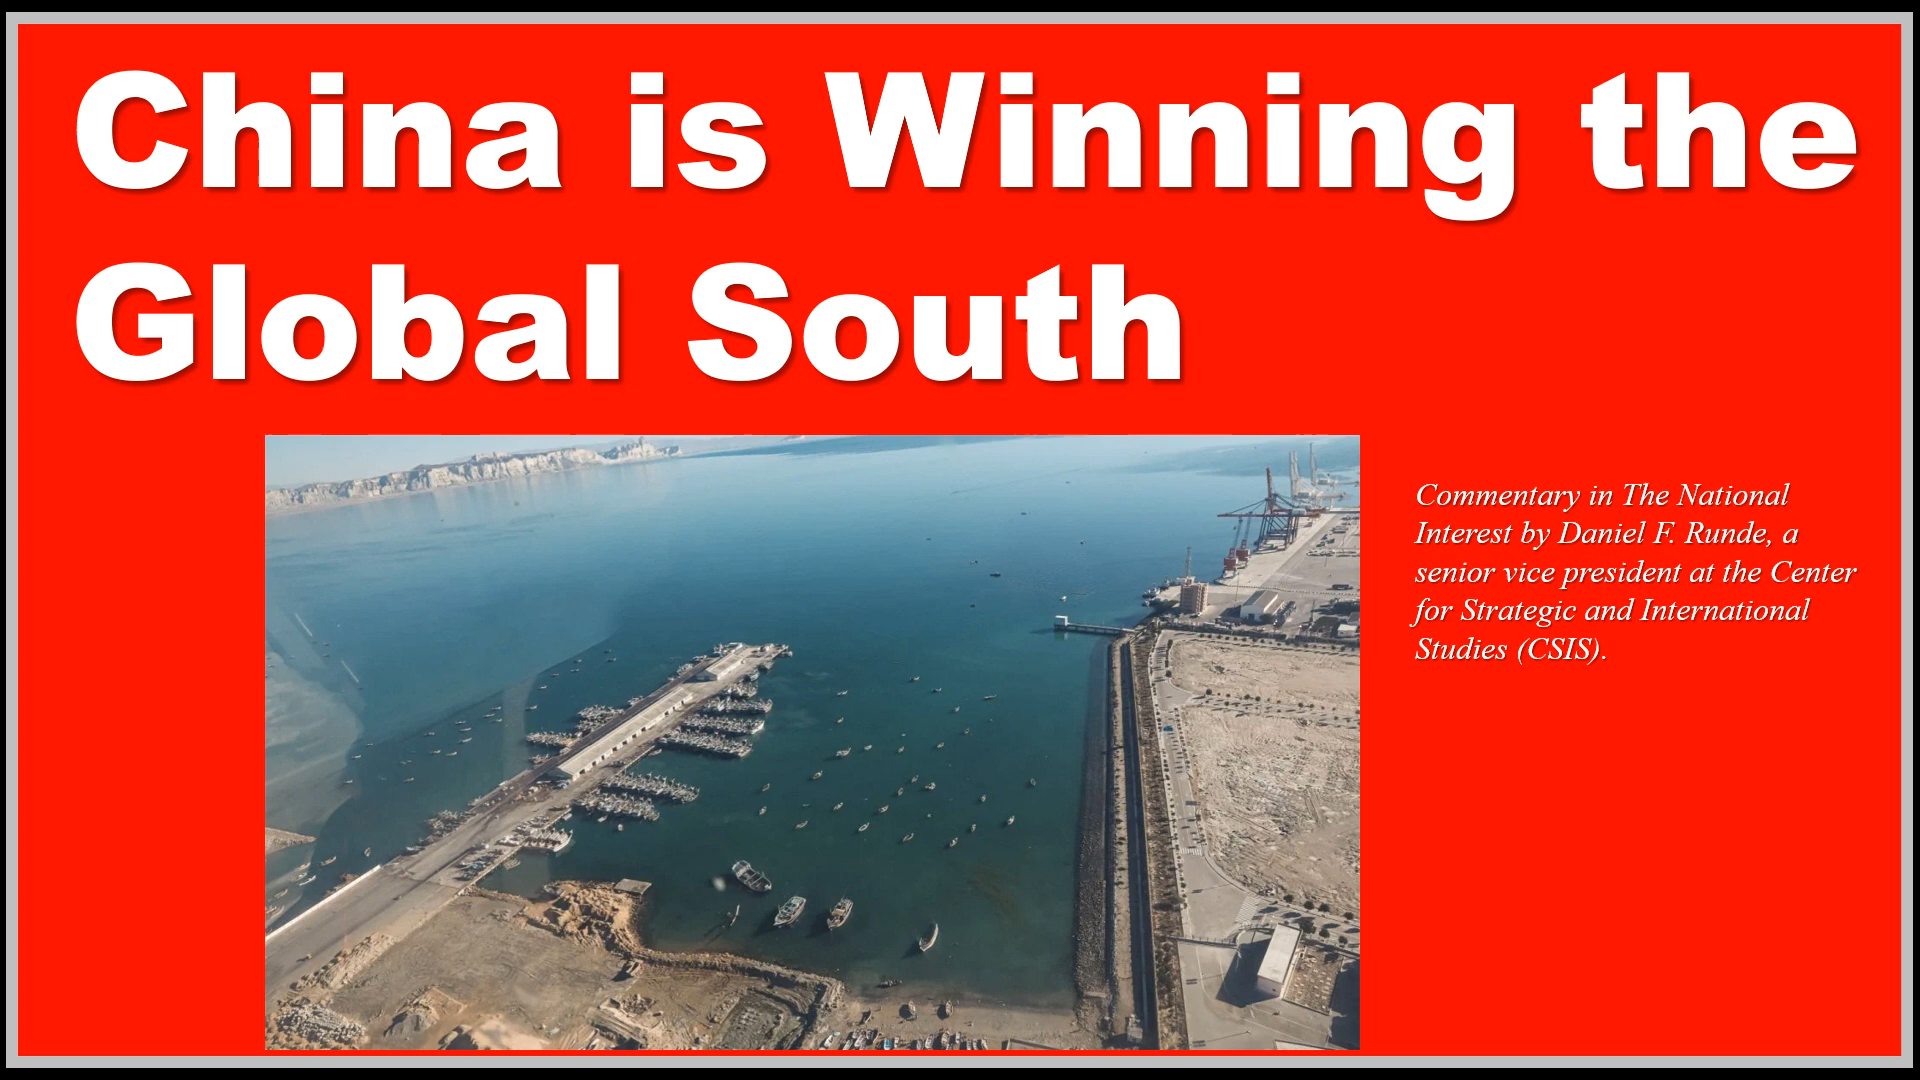 China is Winning the
Global South
Commentary in The National
Interest by Daniel F. Runde, a
senior vice president at the Center
for Strategic and International
Studies (CSIS).